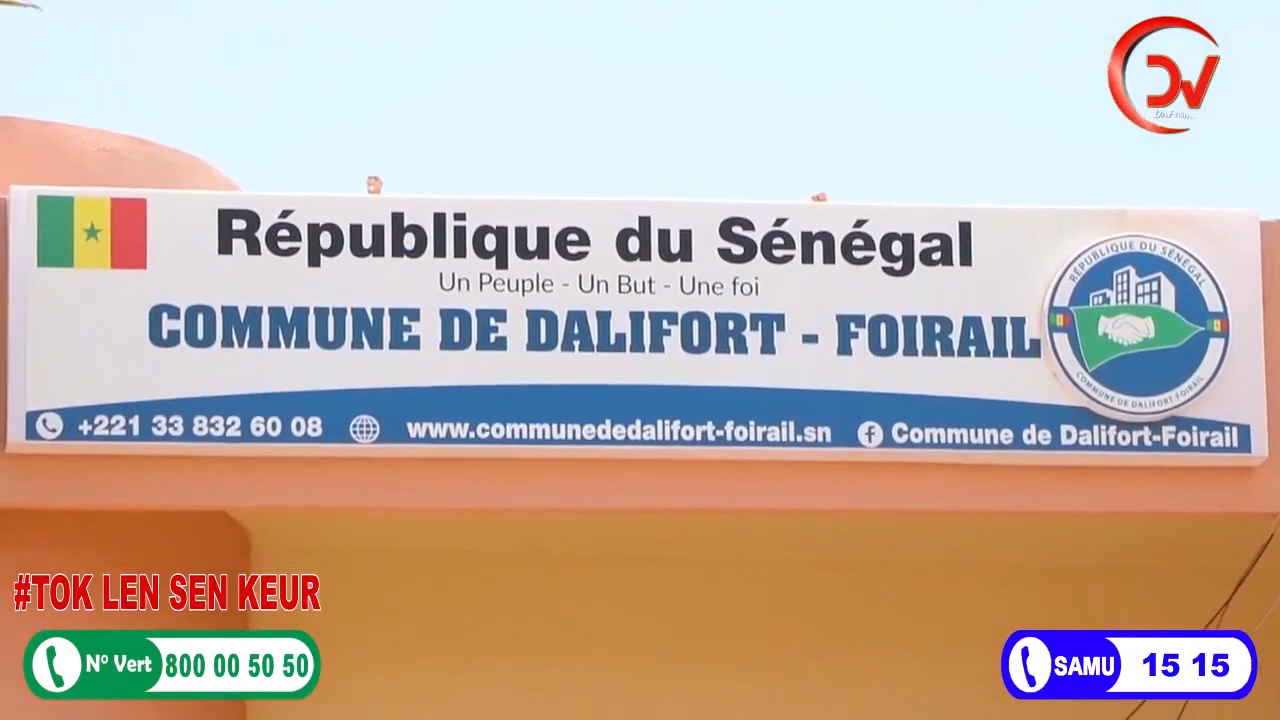 DW
République du Sénégal
Un Peuple - Un But - Une foi
COMMUNE DE DALIFORT - FOIRAIL
RÉPUBLIQUE DU SÉNÉGAL
COMMUNE DE DALIFORT-FOIRAIL
+221 33 832 60 08
www.communededalifort-foirail.sn
Commune de Dalifort-Foirail
#TOK LEN SEN KEUR
N° Vert 800 00 50 50
SAMU 15 15